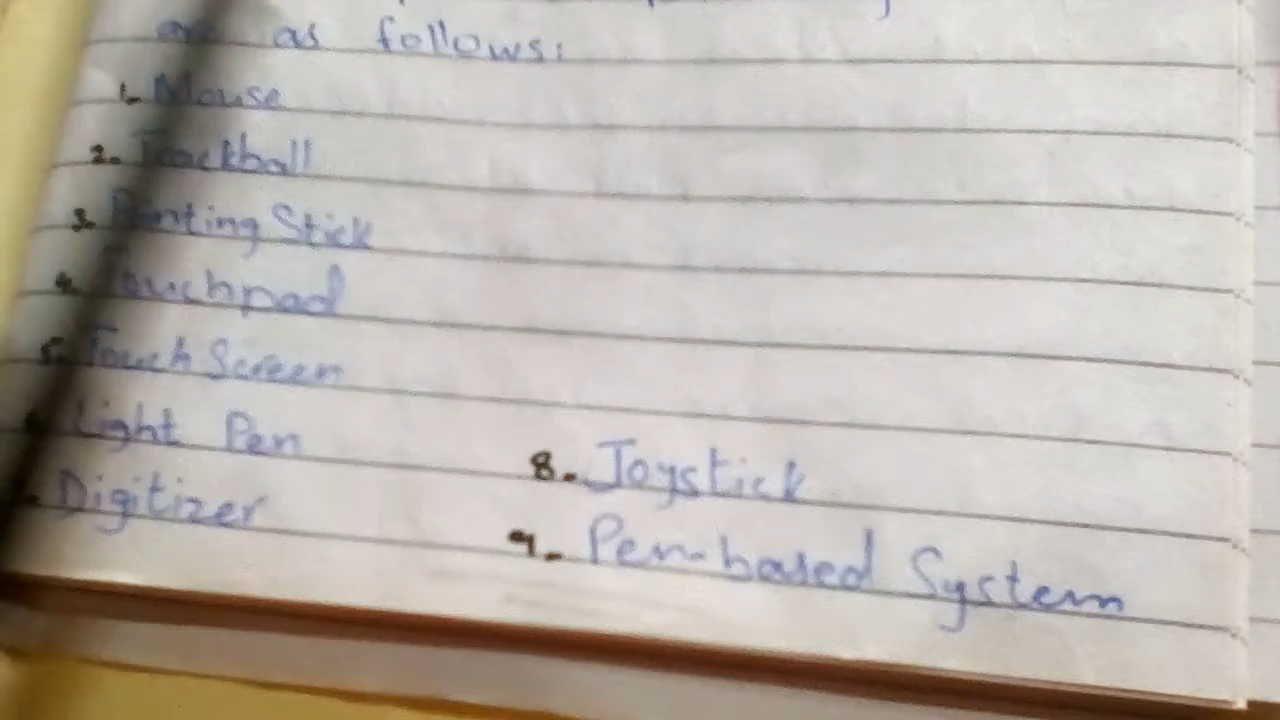 are as follows:
1. Mouse
2. Trackball
3. Pointing Stick
4. Touchpad
5. Touch Screen
Light Pen
Digitizer
8. Joystick
9. Pen-based System